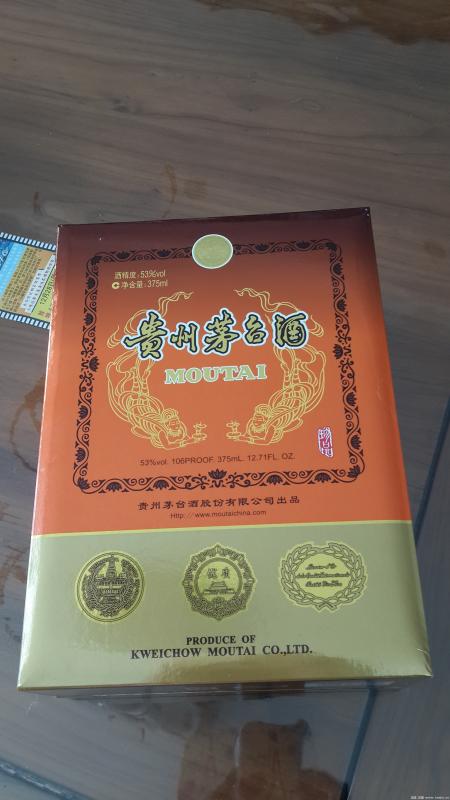 酒精度：53%vol
净含量：375ml
贵州茅台酒
MOUTAI
珍品
53%vol. 106PROOF. 375mL. 12.71FL. OZ.
贵州茅台酒股份有限公司出品
Http://www.moutaichina.com
PRODUCE OF
KWEICHOW MOUTAI CO.,LTD.